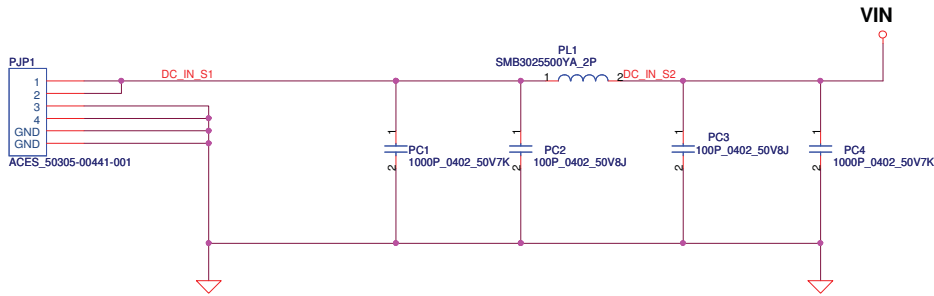 VIN
PJP1
1
2
3
4
GND
GND
ACES_50305-00441-001
DC_IN_S1
PL1
SMB3025500YA_2P
1
2
DC_IN_S2
1
2
PC1
1000P_0402_50V7K
1
2
PC2
100P_0402_50V8J
1
2
PC3
100P_0402_50V8J
1
2
PC4
1000P_0402_50V7K